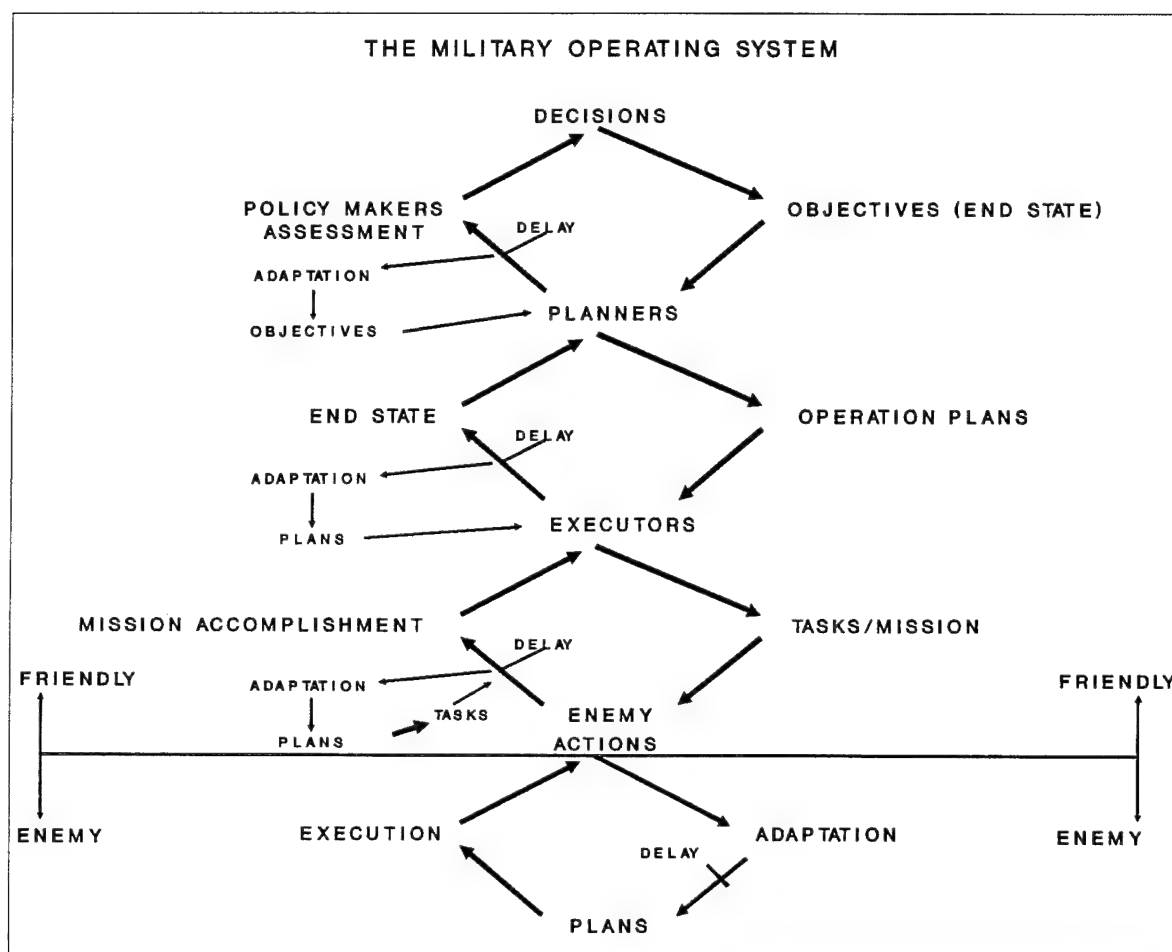 THE MILITARY OPERATING SYSTEM
DECISIONS
POLICY MAKERS
ASSESSMENT
OBJECTIVES (END STATE)
DELAY
ADAPTATION
OBJECTIVES
PLANNERS
END STATE
OPERATION PLANS
DELAY
ADAPTATION
PLANS
EXECUTORS
MISSION ACCOMPLISHMENT
TASKS/MISSION
DELAY
FRIENDLY
ADAPTATION
FRIENDLY
TASKS
PLANS
ENEMY
ACTIONS
ENEMY
EXECUTION
ADAPTATION
ENEMY
DELAY
PLANS